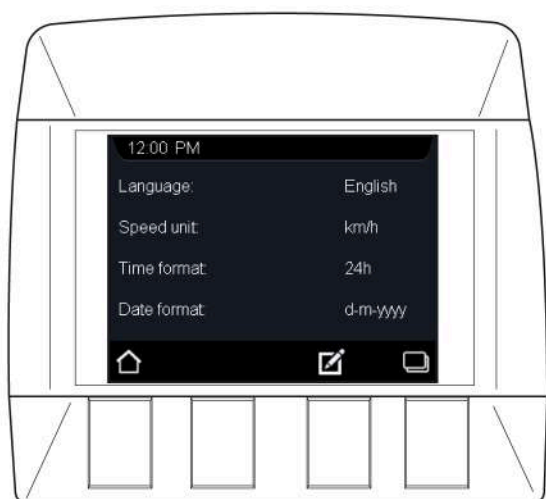 12:00 PM
Language: English
Speed unit: km/h
Time format: 24h
Date format: d-m-yyyy